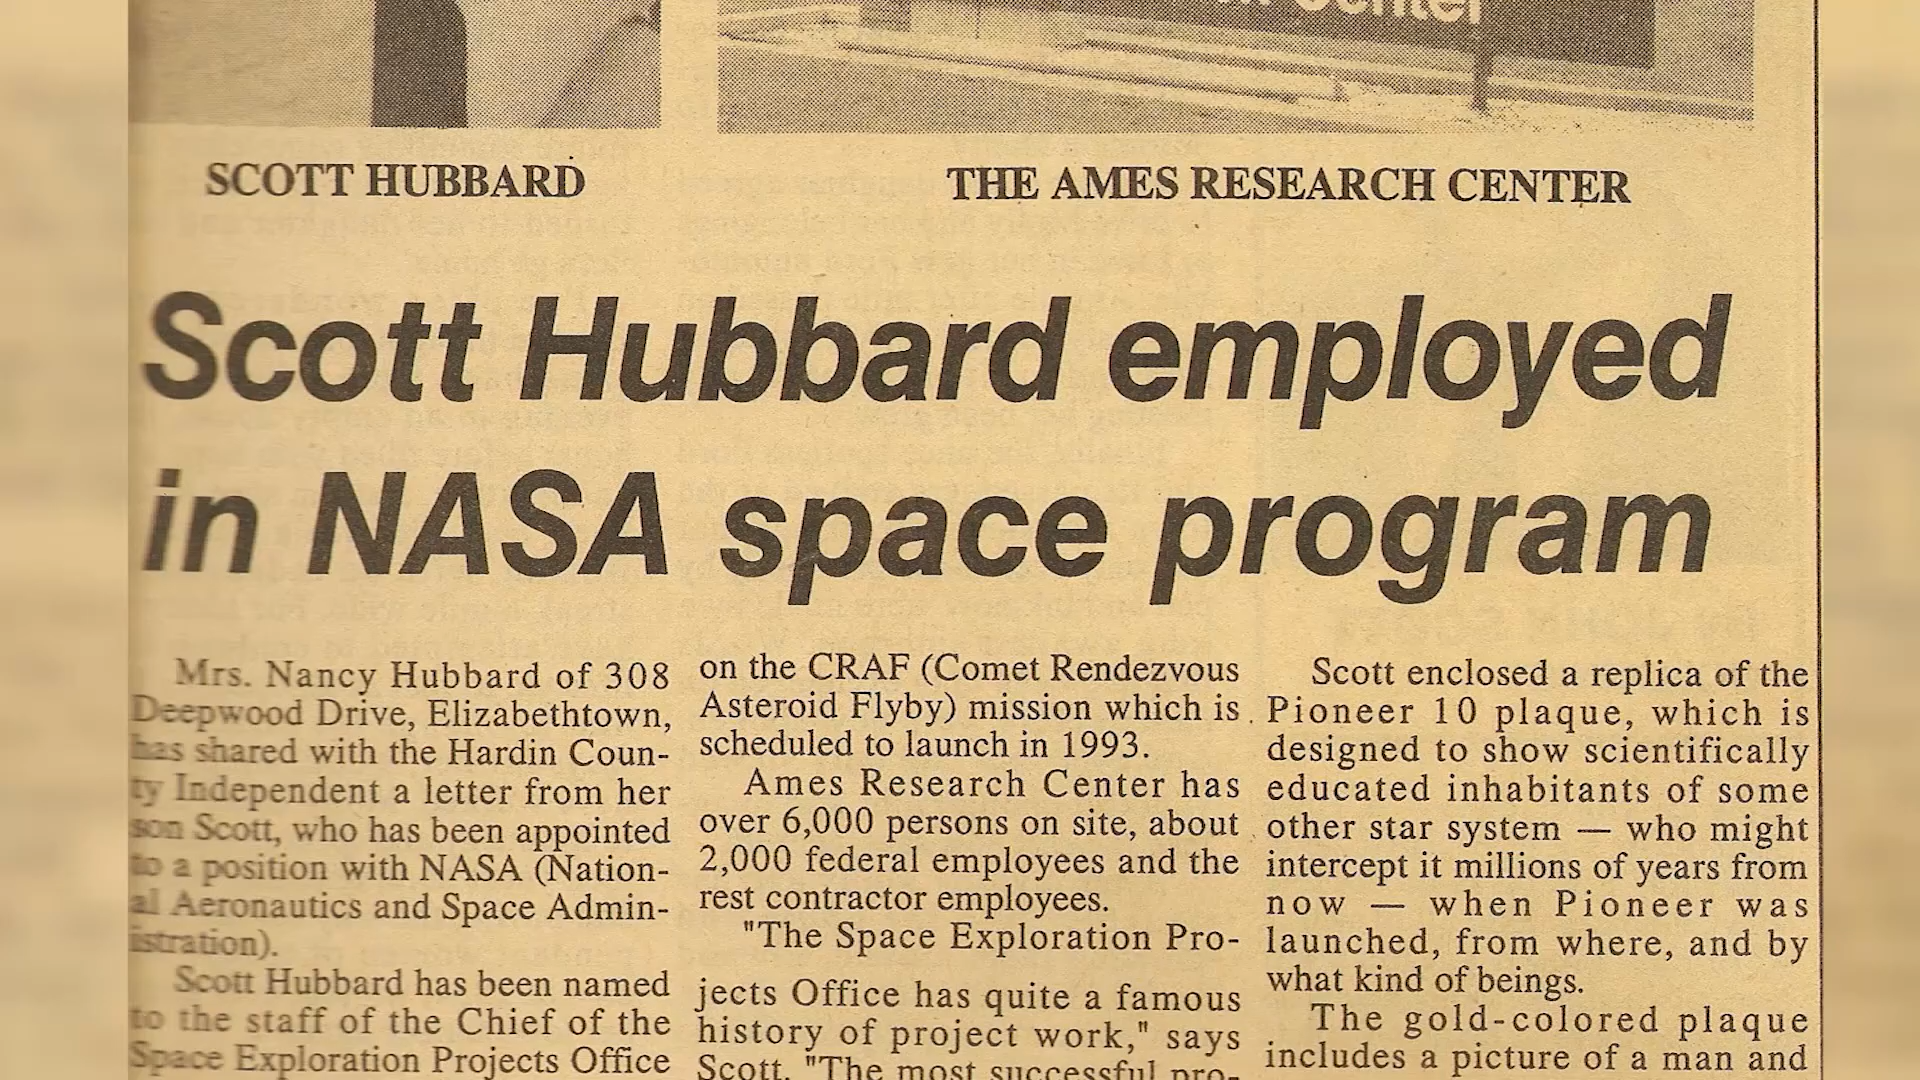 Center
SCOTT HUBBARD
THE AMES RESEARCH CENTER
Scott Hubbard employed
in NASA space program
Mrs. Nancy Hubbard of 308
Deepwood Drive, Elizabethtown,
has shared with the Hardin Coun-
ty Independent a letter from her
son Scott, who has been appointed
to a position with NASA (Nation-
al Aeronautics and Space Admin-
istration).
Scott Hubbard has been named
to the staff of the Chief of the
Space Exploration Projects Office
on the CRAF (Comet Rendezvous
Asteroid Flyby) mission which is
scheduled to launch in 1993.
Ames Research Center has
over 6,000 persons on site, about
2,000 federal employees and the
rest contractor employees.
"The Space Exploration Pro-
jects Office has quite a famous
history of project work," says
Scott. "The most successful pro-
Scott enclosed a replica of the
Pioneer 10 plaque, which is
designed to show scientifically
educated inhabitants of some
other star system — who might
intercept it millions of years from
now — when Pioneer was
launched, from where, and by
what kind of beings.
The gold-colored plaque
includes a picture of a man and